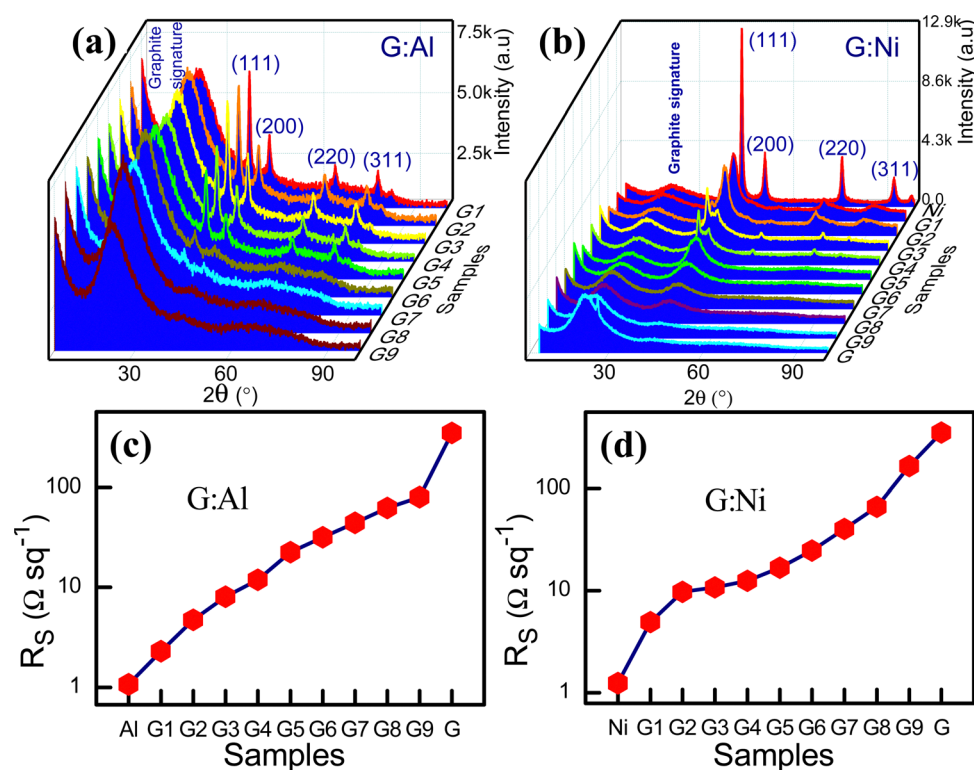 (a)
G:Al
Graphite
signature
(111)
(200)
(220)
(311)
7.5k
5.0k
2.5k
Intensity (a.u)
G1
G2
G3
G4
G5
G6
G7
G8
G9
Samples
30
60
90
2θ (°)
(b)
G:Ni
Graphite signature
(111)
(200)
(220)
(311)
12.9k
8.6k
4.3k
0.0
Intensity (a.u)
Ni
G1
G2
G3
G4
G5
G6
G7
G8
G9
G
Samples
30
60
90
2θ (°)
(c)
G:Al
100
10
1
R_S (Ω sq⁻¹)
Al G1 G2 G3 G4 G5 G6 G7 G8 G9 G
Samples
(d)
G:Ni
100
10
1
R_S (Ω sq⁻¹)
Ni G1 G2 G3 G4 G5 G6 G7 G8 G9 G
Samples